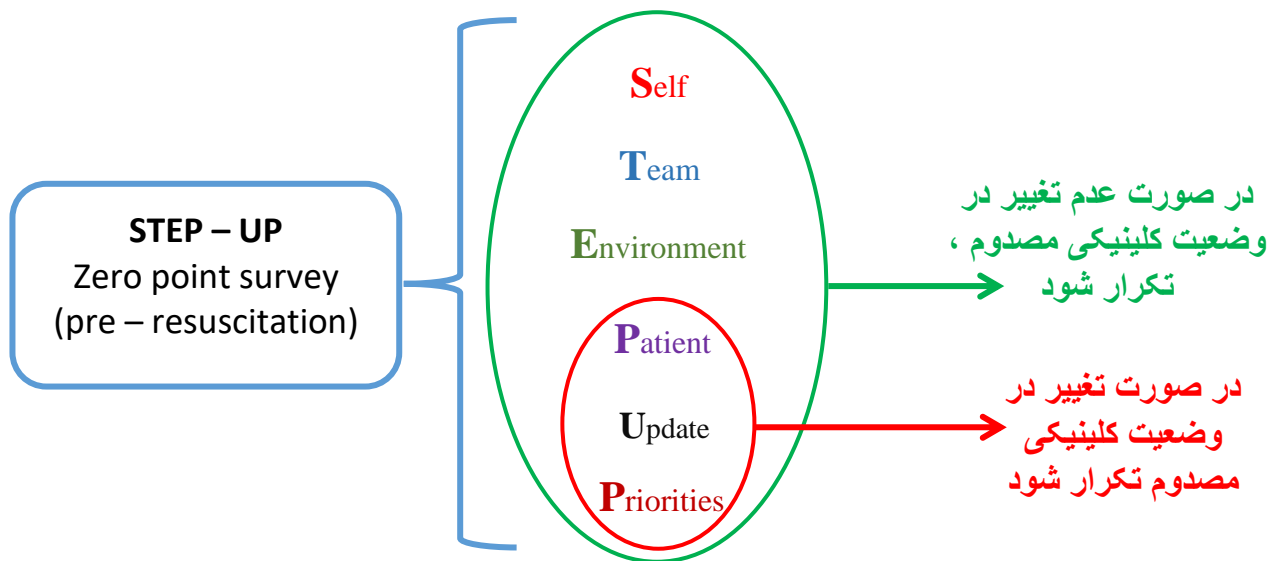 STEP – UP
Zero point survey
(pre – resuscitation)
Self
Team
Environment
Patient
Update
Priorities
در صورت عدم تغییر در
وضعیت کلینیکی مصدوم ،
تکرار شود
در صورت تغییر در
وضعیت کلینیکی
مصدوم تکرار شود